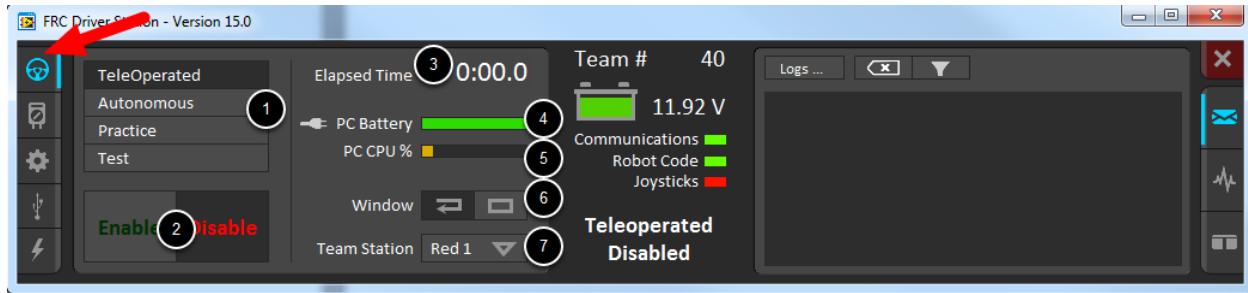 FRC Driver Station - Version 15.0
TeleOperated
Autonomous
Practice
Test
1
Enable
2
Disable
Elapsed Time
3
0:00.0
PC Battery
4
PC CPU %
5
Window
6
Team Station
Red 1
7
Team # 40
11.92 V
Communications
Robot Code
Joysticks
Teleoperated
Disabled
Logs ...